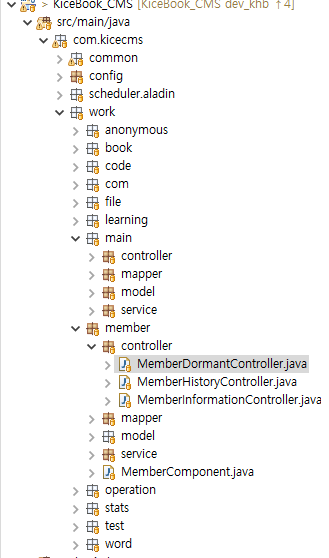 > KiceBook_CMS [KiceBook_CMS dev_khb ↑4]
src/main/java
com.kicecms
common
config
scheduler.aladin
work
anonymous
book
code
com
file
learning
main
controller
mapper
model
service
member
controller
MemberDormantController.java
MemberHistoryController.java
MemberInformationController.java
mapper
model
service
MemberComponent.java
operation
stats
test
word